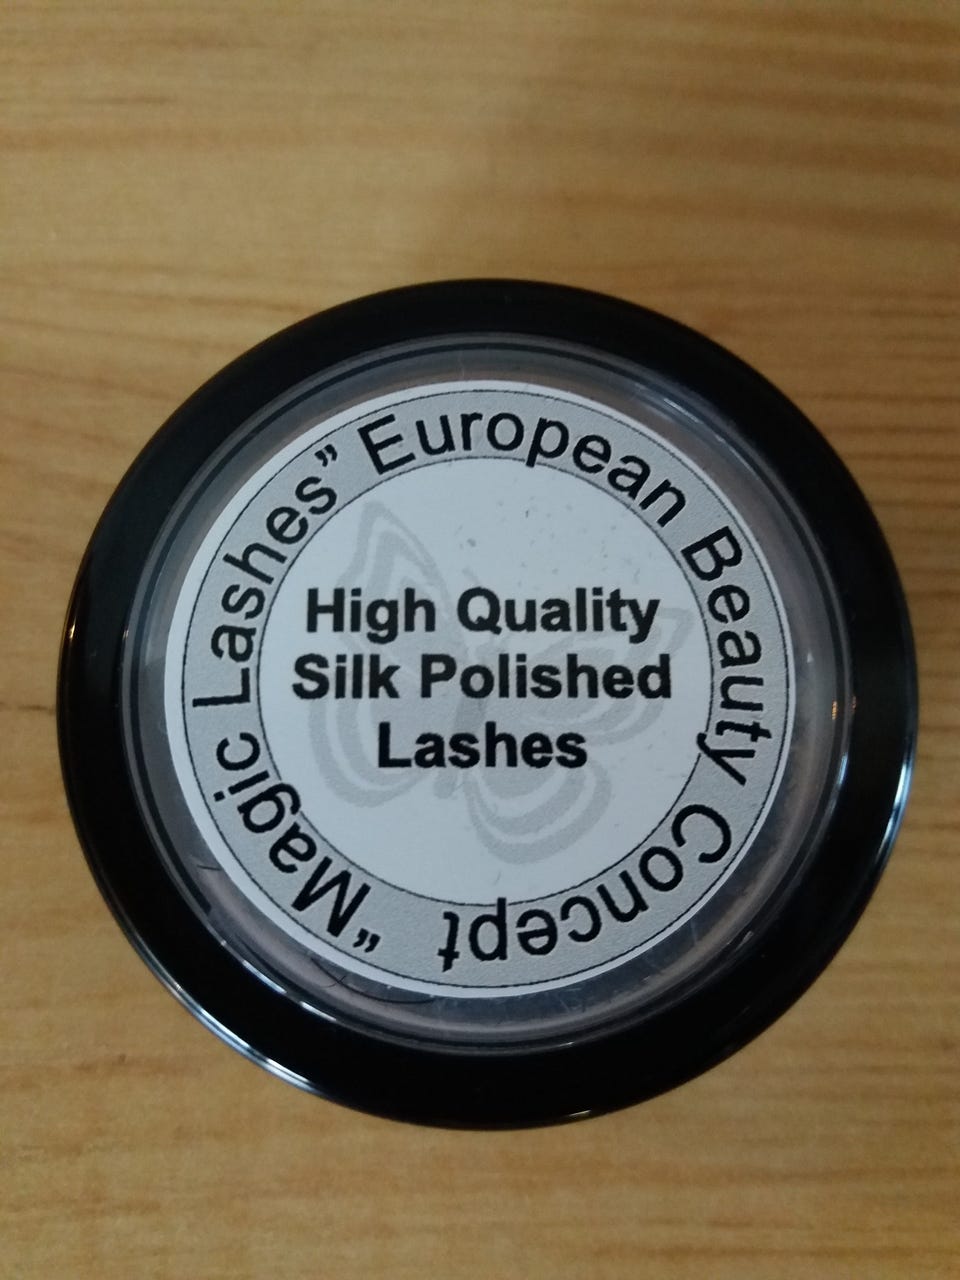 "Magic Lashes" European Beauty Concept
High Quality
Silk Polished
Lashes